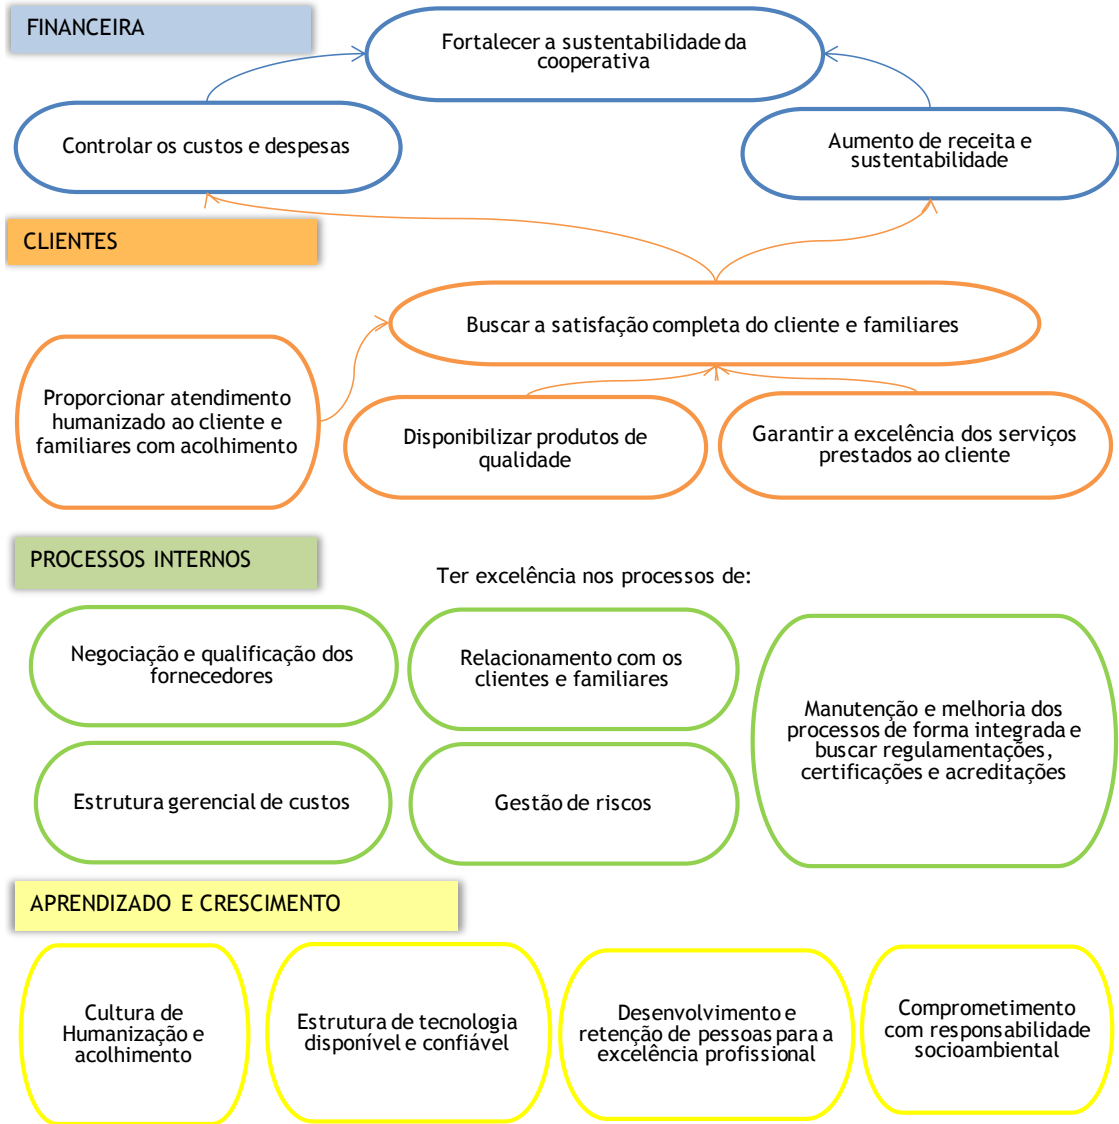 FINANCEIRA
Fortalecer a sustentabilidade da
cooperativa
Controlar os custos e despesas
Aumento de receita e
sustentabilidade
CLIENTES
Buscar a satisfação completa do cliente e familiares
Proporcionar atendimento
humanizado ao cliente e
familiares com acolhimento
Disponibilizar produtos de
qualidade
Garantir a excelência dos serviços
prestados ao cliente
PROCESSOS INTERNOS
Ter excelência nos processos de:
Negociação e qualificação dos
fornecedores
Relacionamento com os
clientes e familiares
Manutenção e melhoria dos
processos de forma integrada e
buscar regulamentações,
certificações e acreditações
Estrutura gerencial de custos
Gestão de riscos
APRENDIZADO E CRESCIMENTO
Cultura de
Humanização e
acolhimento
Estrutura de tecnologia
disponível e confiável
Desenvolvimento e
retenção de pessoas para a
excelência profissional
Comprometimento
com responsabilidade
socioambiental